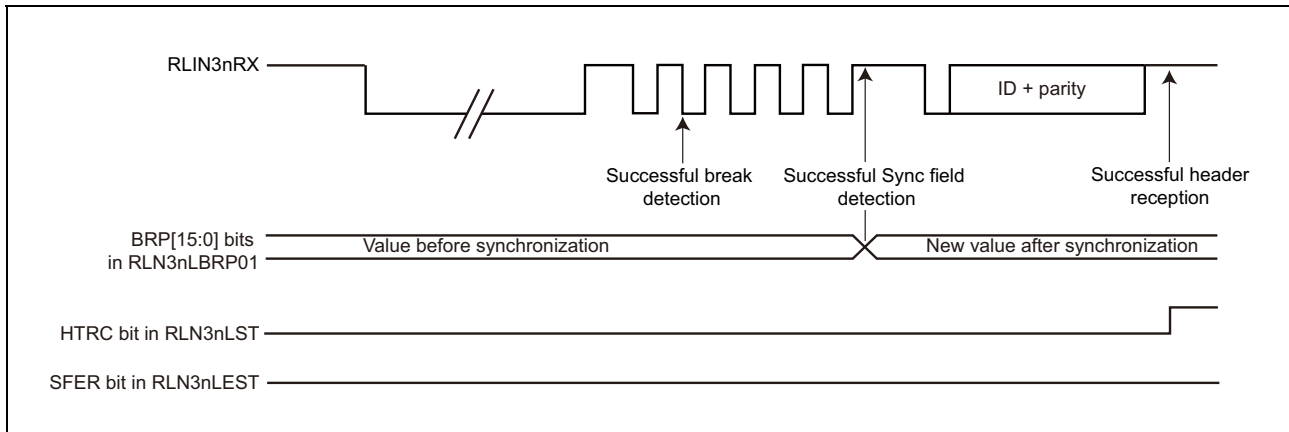 RLIN3nRX
ID + parity
Successful break
detection
Successful Sync field
detection
Successful header
reception
BRP[15:0] bits
in RLN3nLBRP01
Value before synchronization
New value after synchronization
HTRC bit in RLN3nLST
SFER bit in RLN3nLEST